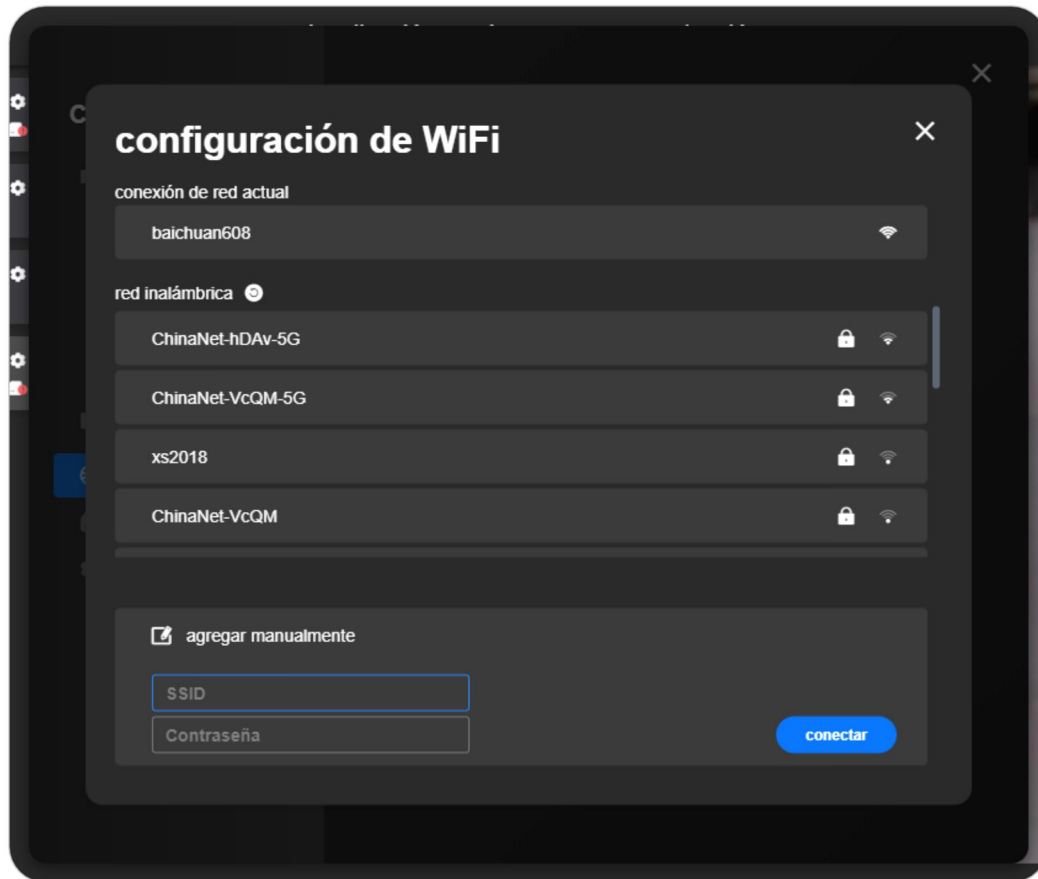 configuración de WiFi
conexión de red actual
baichuan608
red inalámbrica
ChinaNet-hDAv-5G
ChinaNet-VcQM-5G
xs2018
ChinaNet-VcQM
agregar manualmente
SSID
Contraseña
conectar